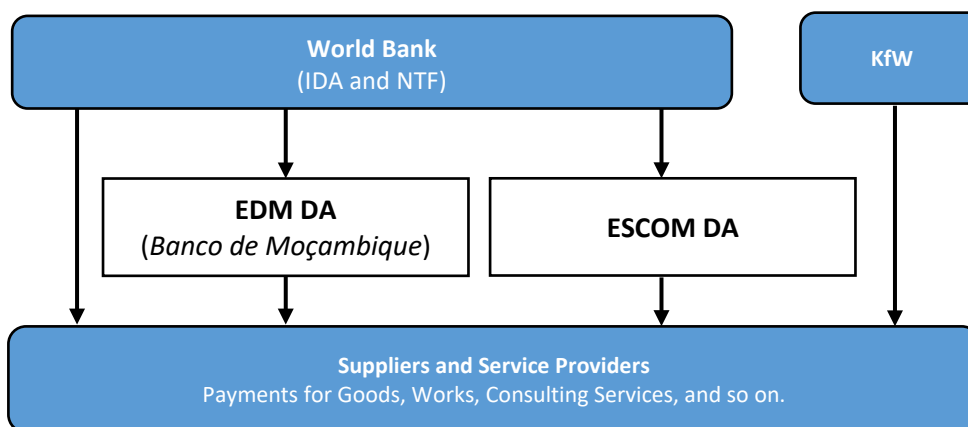 World Bank
(IDA and NTF)
KfW
EDM DA
(Banco de Moçambique)
ESCOM DA
Suppliers and Service Providers
Payments for Goods, Works, Consulting Services, and so on.